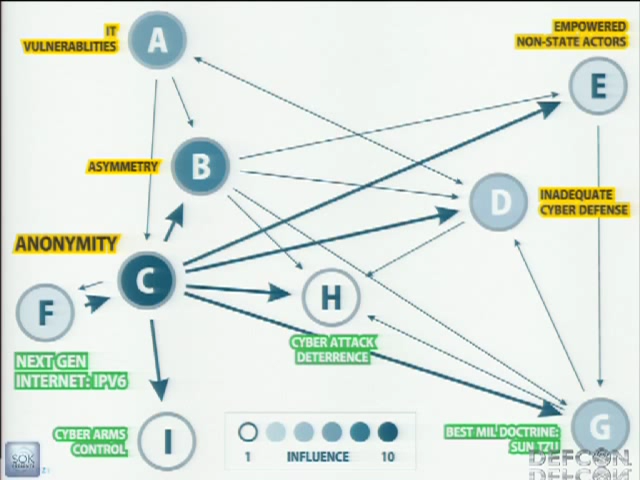 IT
VULNERABLITIES
A
EMPOWERED
NON-STATE ACTORS
E
ASYMMETRY
B
D
INADEQUATE
CYBER DEFENSE
ANONYMITY
C
F
H
NEXT GEN
INTERNET: IPV6
CYBER ATTACK
DETERRENCE
CYBER ARMS
CONTROL
I
1 INFLUENCE 10
BEST MIL DOCTRINE:
SUN TZU
G
DEFCON